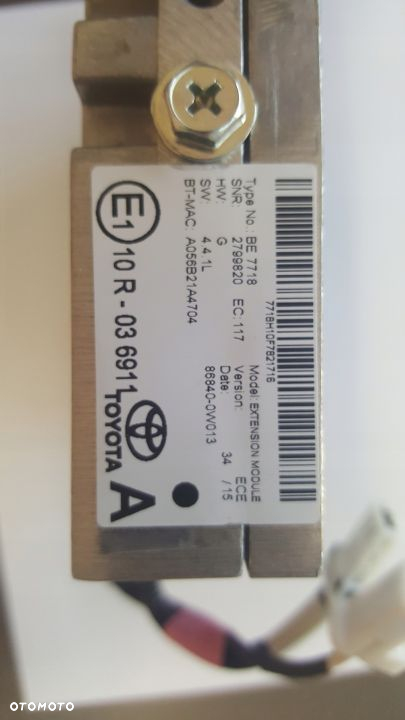 7718H10F7821716
Type No.: BE 7718 Model: EXTENSION MODULE
SNR: 2799820 EC: 117 Version: ECE
HW: G Date: 34 / 15
SW: 4.4.1L 86840-0W013
BT-MAC: A056B21A4704
E1 10 R - 03 6911 TOYOTA A
OTOMOTO